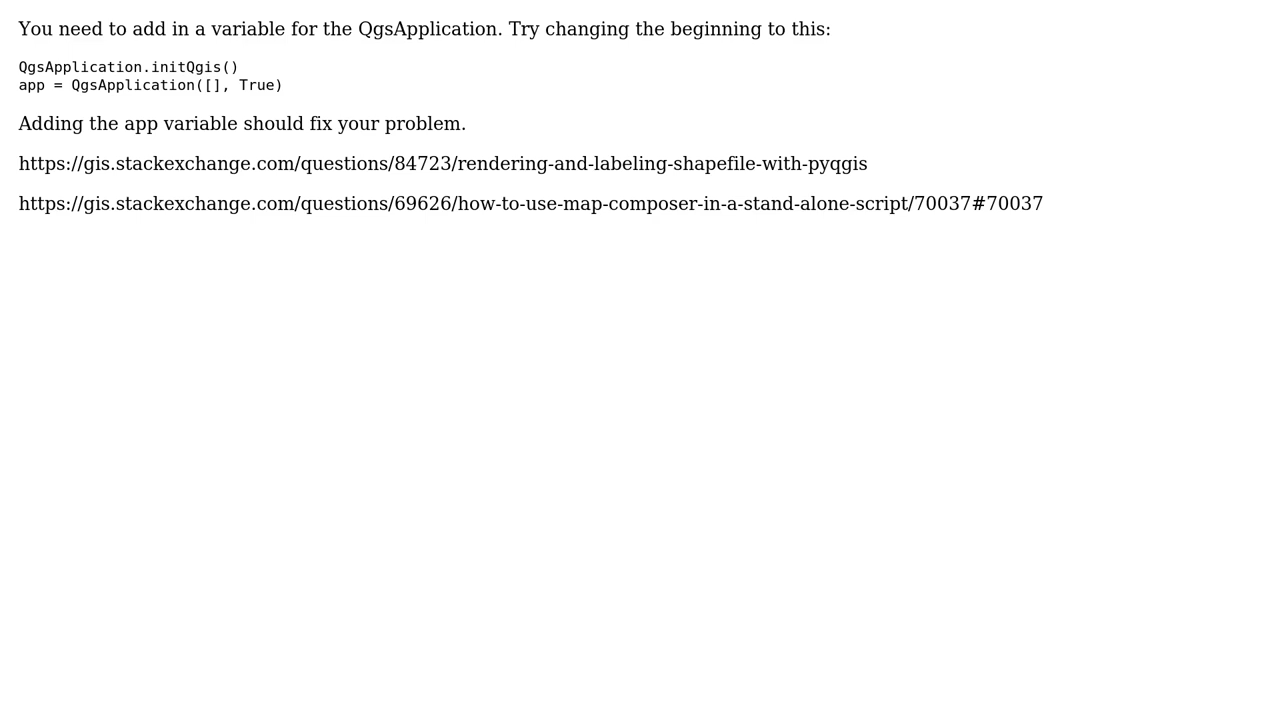 You need to add in a variable for the QgsApplication. Try changing the beginning to this:
QgsApplication.initQgis()
app = QgsApplication([], True)
Adding the app variable should fix your problem.
https://gis.stackexchange.com/questions/84723/rendering-and-labeling-shapefile-with-pyqgis
https://gis.stackexchange.com/questions/69626/how-to-use-map-composer-in-a-stand-alone-script/70037#70037